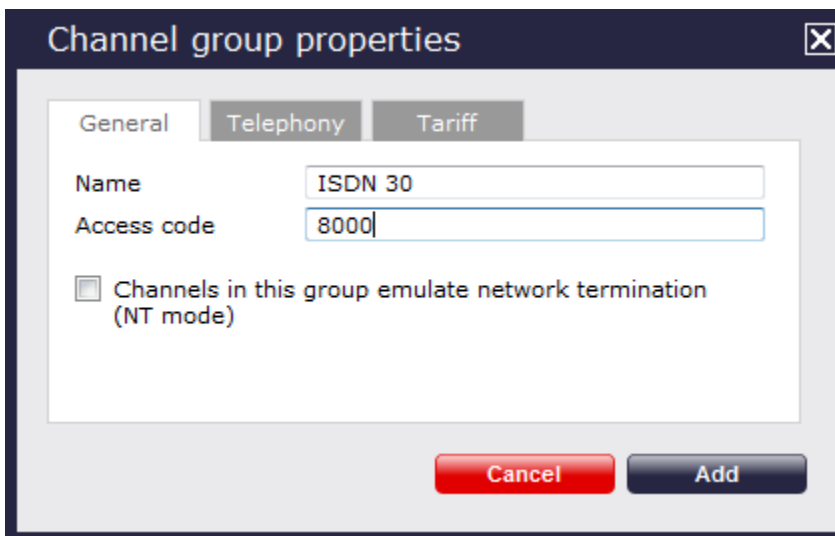 Channel group properties
General Telephony Tariff
Name ISDN 30
Access code 8000
Channels in this group emulate network termination
(NT mode)
Cancel Add